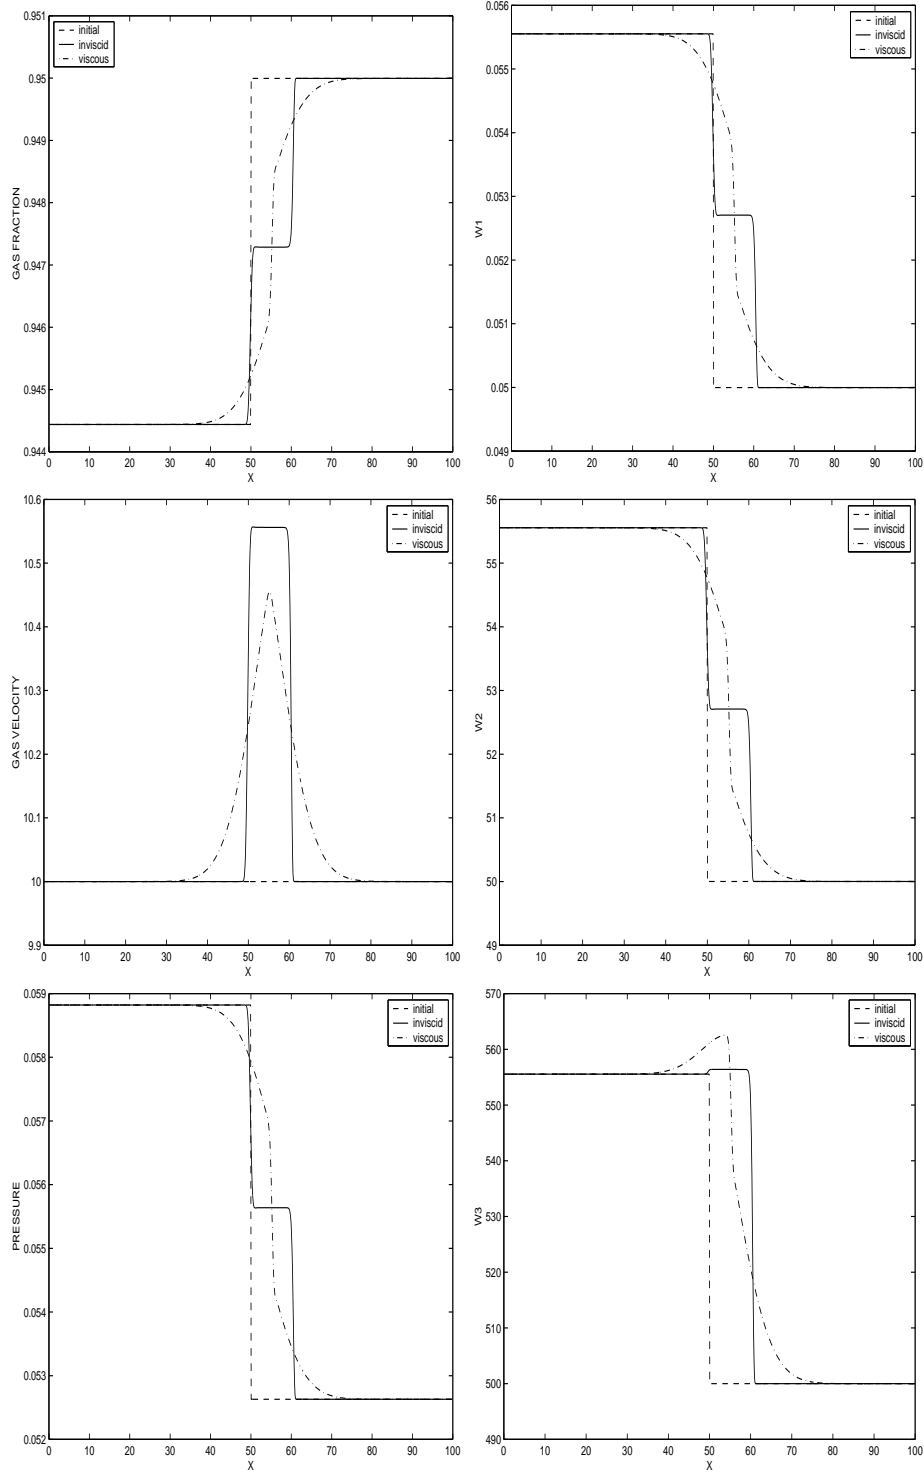 0.951
initial
inviscid
viscous
0.95
0.949
0.948
0.947
0.946
0.945
0.944
GAS FRACTION
0 10 20 30 40 50 60 70 80 90 100
X
0.056
initial
inviscid
viscous
0.055
0.054
0.053
0.052
0.051
0.05
0.049
W1
0 10 20 30 40 50 60 70 80 90 100
X
10.6
initial
inviscid
viscous
10.5
10.4
10.3
10.2
10.1
10
9.9
GAS VELOCITY
0 10 20 30 40 50 60 70 80 90 100
X
56
initial
inviscid
viscous
55
54
53
52
51
50
49
W2
0 10 20 30 40 50 60 70 80 90 100
X
0.059
initial
inviscid
viscous
0.058
0.057
0.056
0.055
0.054
0.053
0.052
PRESSURE
0 10 20 30 40 50 60 70 80 90 100
X
570
initial
inviscid
viscous
560
550
540
530
520
510
500
490
W3
0 10 20 30 40 50 60 70 80 90 100
X